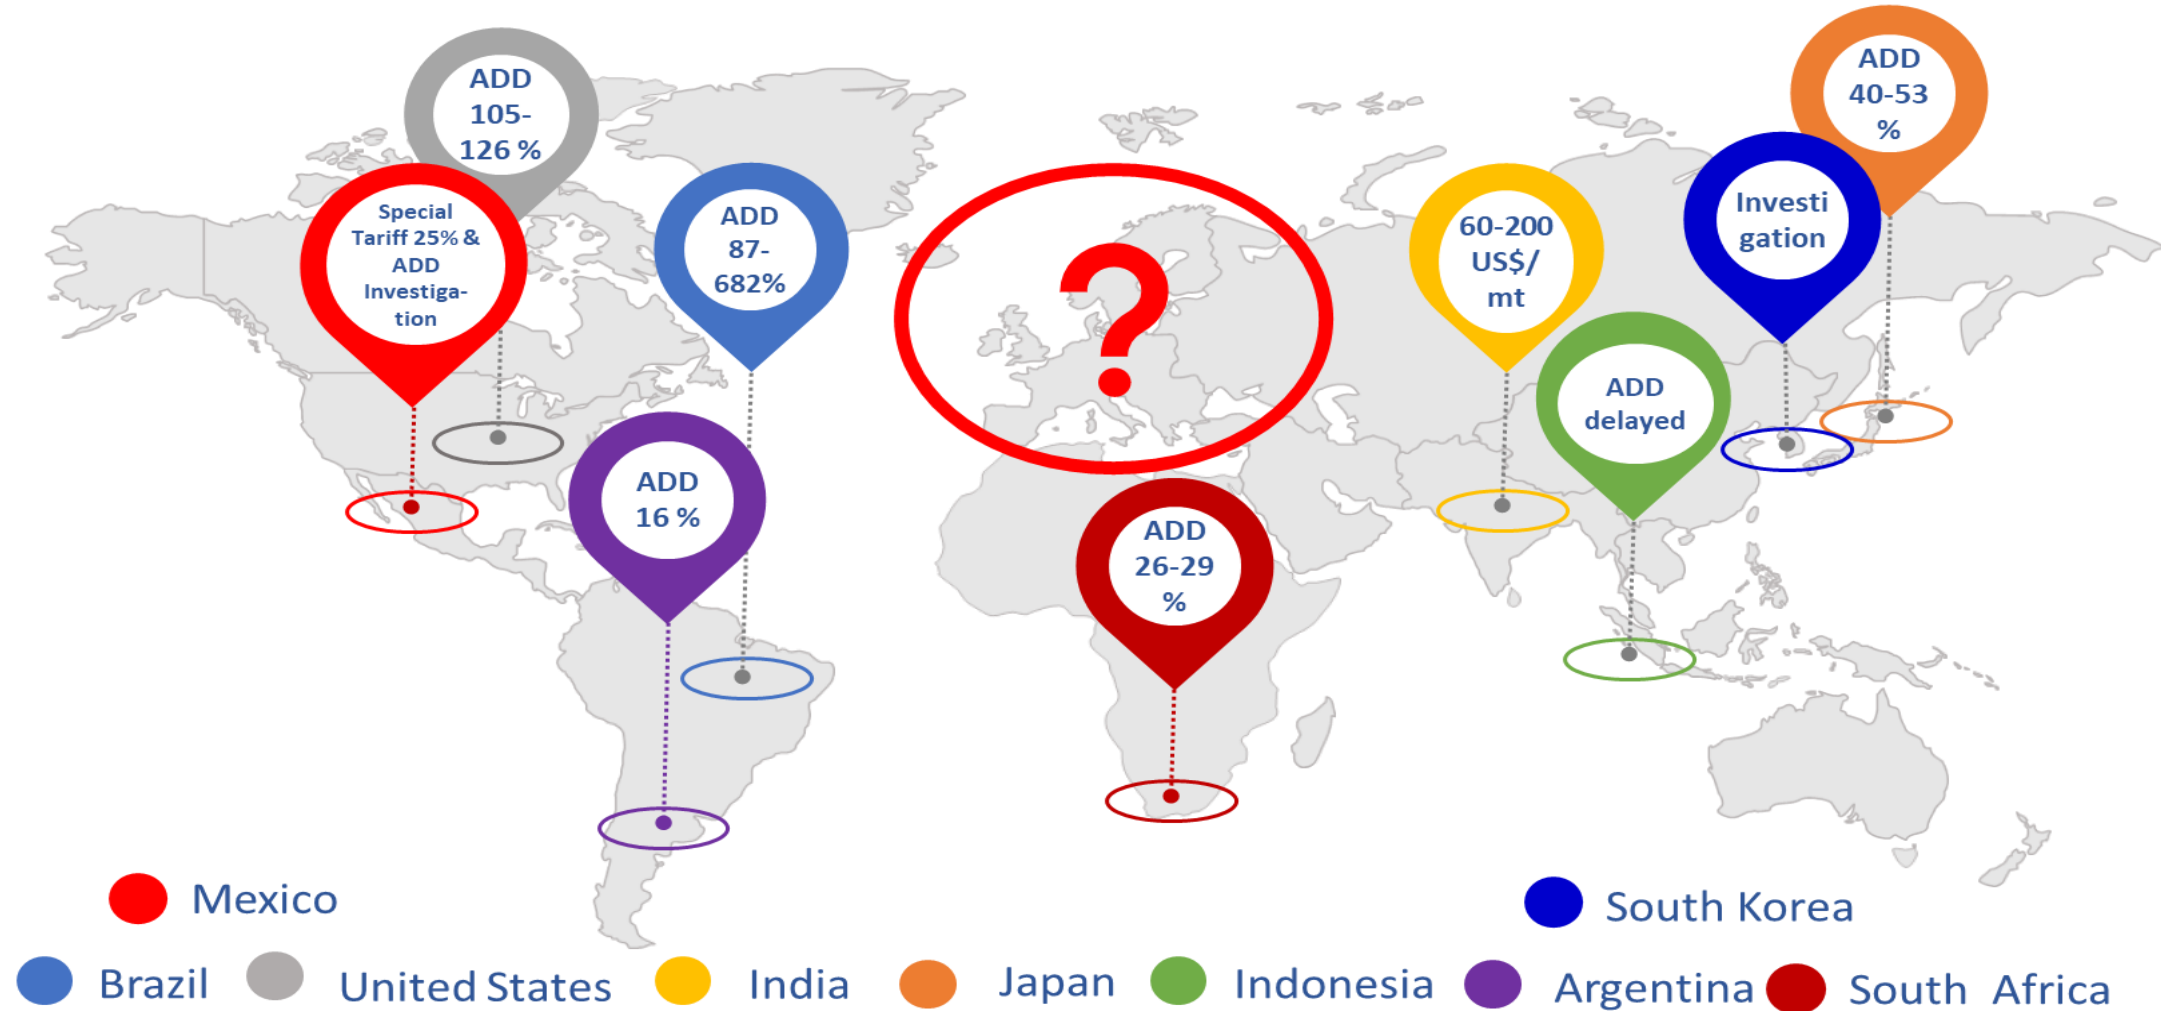 ADD
105-
126 %
Special
Tariff 25% &
ADD
Investiga-
tion
ADD
87-
682%
ADD
16 %
?
ADD
26-29
%
60-200
US$/
mt
ADD
delayed
Investi
gation
ADD
40-53
%
Mexico
South Korea
Brazil
United States
India
Japan
Indonesia
Argentina
South Africa